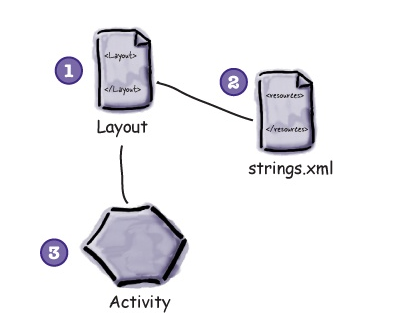 1
<Layout>
</Layout>
Layout
2
<resources>
</resources>
strings.xml
3
Activity